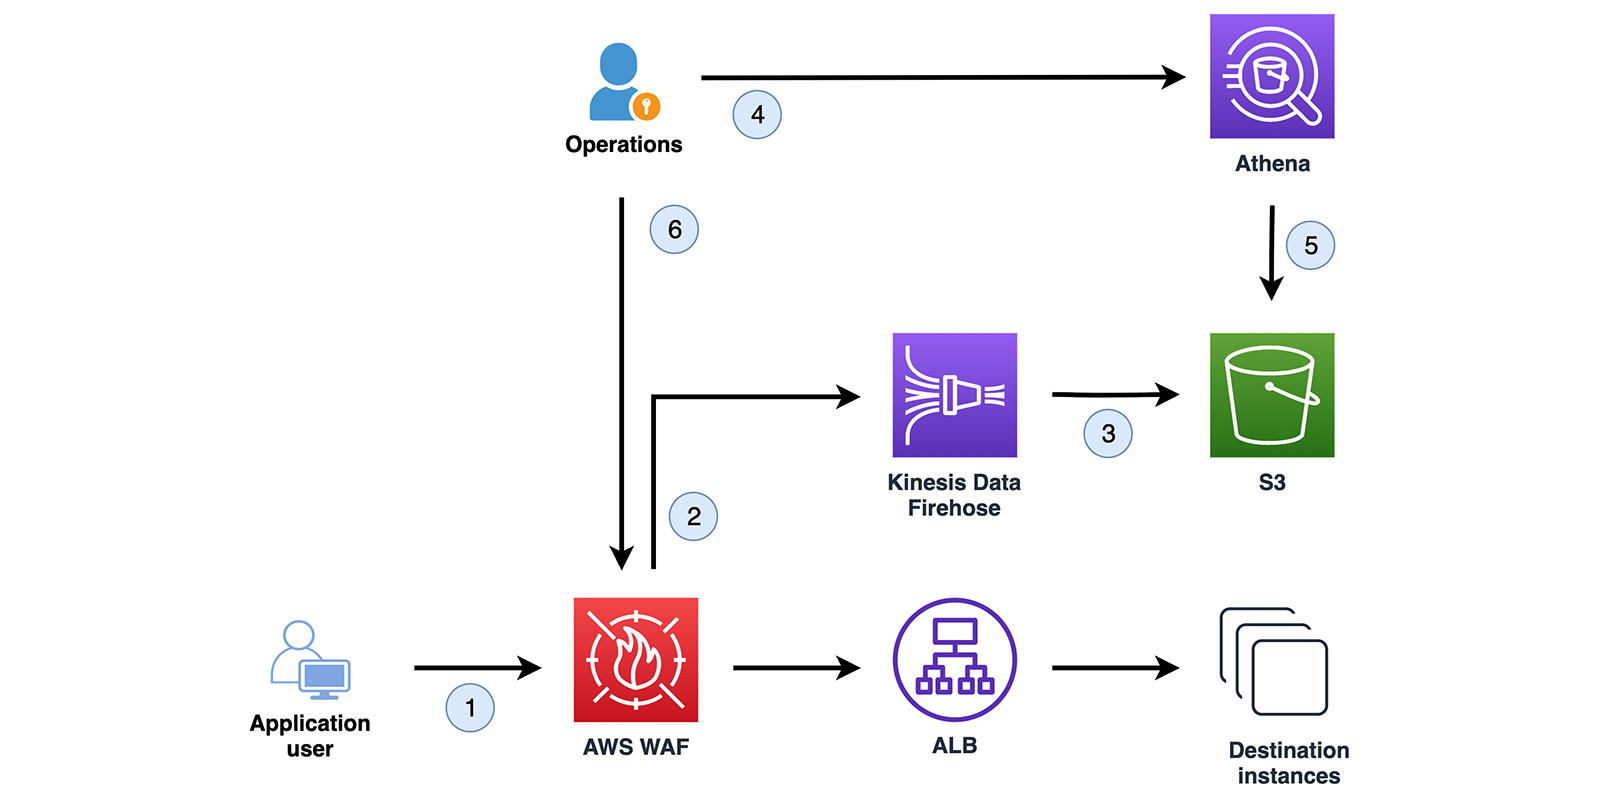 4
Operations
Athena
6
5
Kinesis Data
Firehose
3
S3
2
1
Application
user
AWS WAF
ALB
Destination
instances